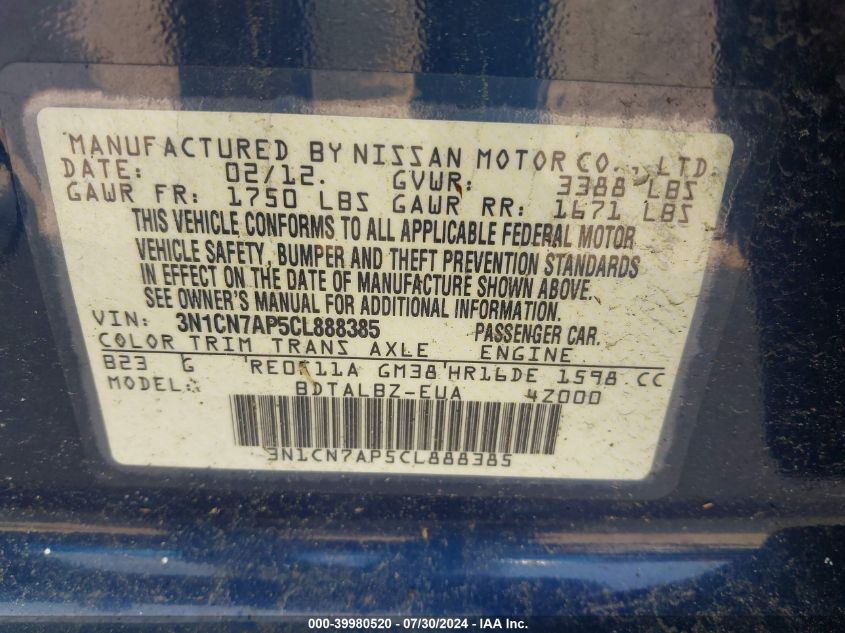 MANUFACTURED BY NISSAN MOTOR CO., LTD.
DATE: 02/12. GVWR: 3388 LBS
GAWR FR: 1750 LBS GAWR RR: 1671 LBS
THIS VEHICLE CONFORMS TO ALL APPLICABLE FEDERAL MOTOR
VEHICLE SAFETY, BUMPER AND THEFT PREVENTION STANDARDS
IN EFFECT ON THE DATE OF MANUFACTURE SHOWN ABOVE.
SEE OWNER'S MANUAL FOR ADDITIONAL INFORMATION.
VIN: 3N1CN7AP5CL888385 PASSENGER CAR.
COLOR TRIM TRANS AXLE ENGINE
B23 G RE0F11A GM38 HR16DE 1598 CC
MODEL: BDTALBZ-EUA 4Z000
3N1CN7AP5CL888385
000-39980520 | 07/30/2024 | © IAA Holdings, LLC.